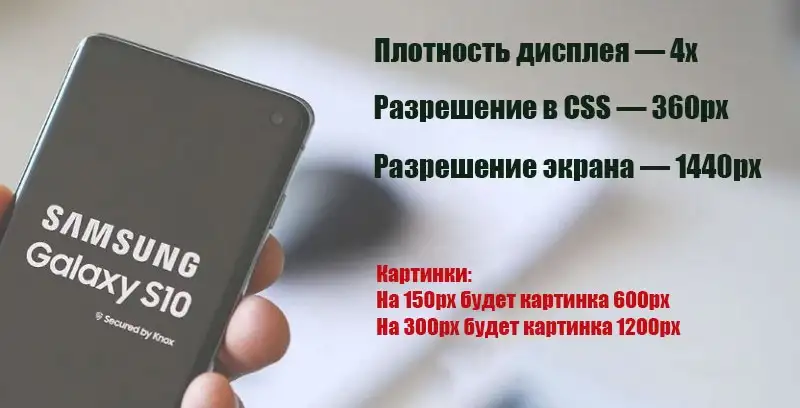 Плотность дисплея — 4x
Разрешение в CSS — 360px
Разрешение экрана — 1440px
SAMSUNG
Galaxy S10
Secured by Knox
Картинки:
На 150px будет картинка 600px
На 300px будет картинка 1200px